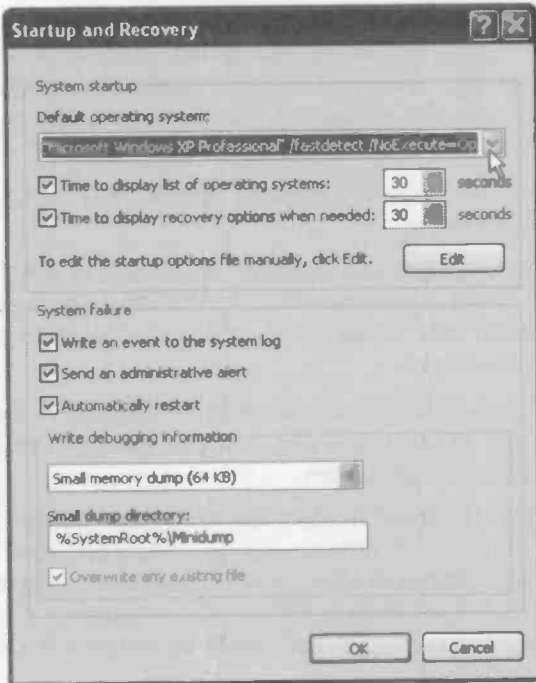 Startup and Recovery
System startup
Default operating system:
"Microsoft Windows XP Professional" /fastdetect /NoExecute=Op
Time to display list of operating systems: 30 seconds
Time to display recovery options when needed: 30 seconds
To edit the startup options file manually, click Edit. Edit
System failure
Write an event to the system log
Send an administrative alert
Automatically restart
Write debugging information
Small memory dump (64 KB)
Small dump directory:
%SystemRoot%\Minidump
Overwrite any existing file
OK Cancel